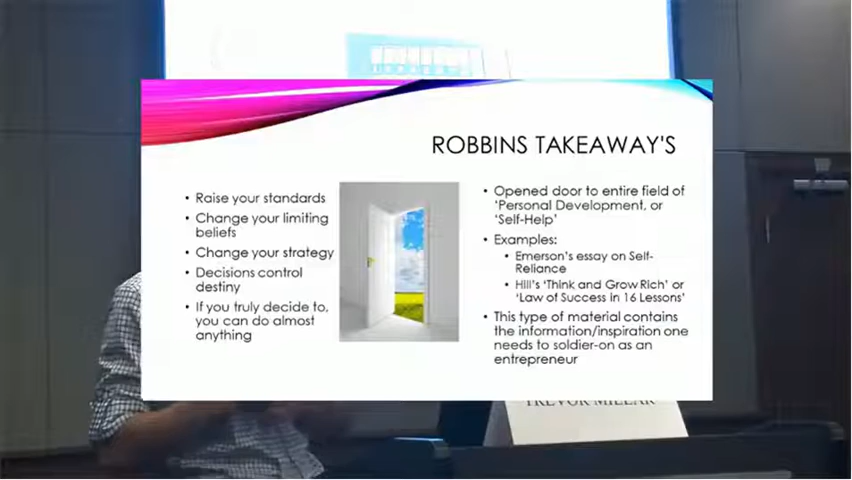 ROBBINS TAKEAWAY'S
• Raise your standards
• Change your limiting
beliefs
• Change your strategy
• Decisions control
destiny
• If you truly decide to,
you can do almost
anything
• Opened door to entire field of
'Personal Development, or
'Self-Help'
• Examples:
• Emerson's essay on Self-
Reliance
• Hill's 'Think and Grow Rich' or
'Law of Success in 16 Lessons'
• This type of material contains
the information/inspiration one
needs to soldier-on as an
entrepreneur
TREVOR MILLAR